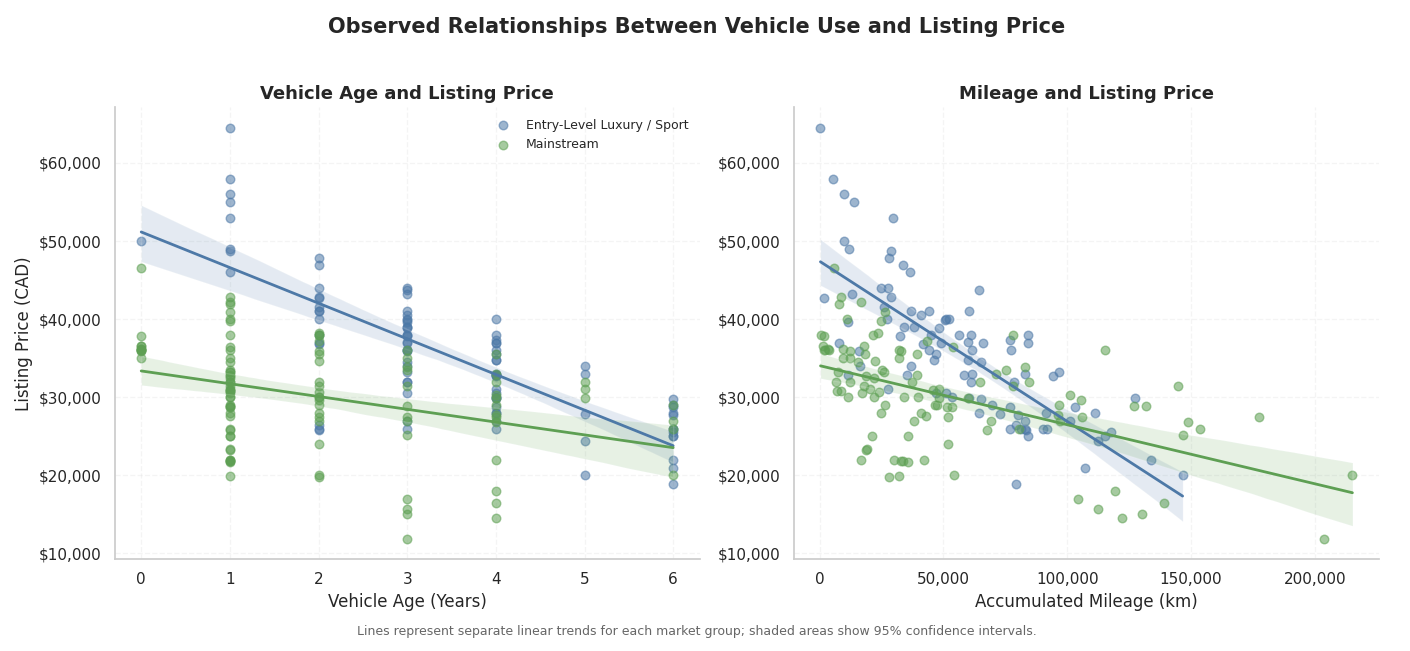 Observed Relationships Between Vehicle Use and Listing Price
Vehicle Age and Listing Price
Entry-Level Luxury / Sport
Mainstream
Listing Price (CAD)
$60,000
$50,000
$40,000
$30,000
$20,000
$10,000
0 1 2 3 4 5 6
Vehicle Age (Years)
Mileage and Listing Price
$60,000
$50,000
$40,000
$30,000
$20,000
$10,000
0 50,000 100,000 150,000 200,000
Accumulated Mileage (km)
Lines represent separate linear trends for each market group; shaded areas show 95% confidence intervals.